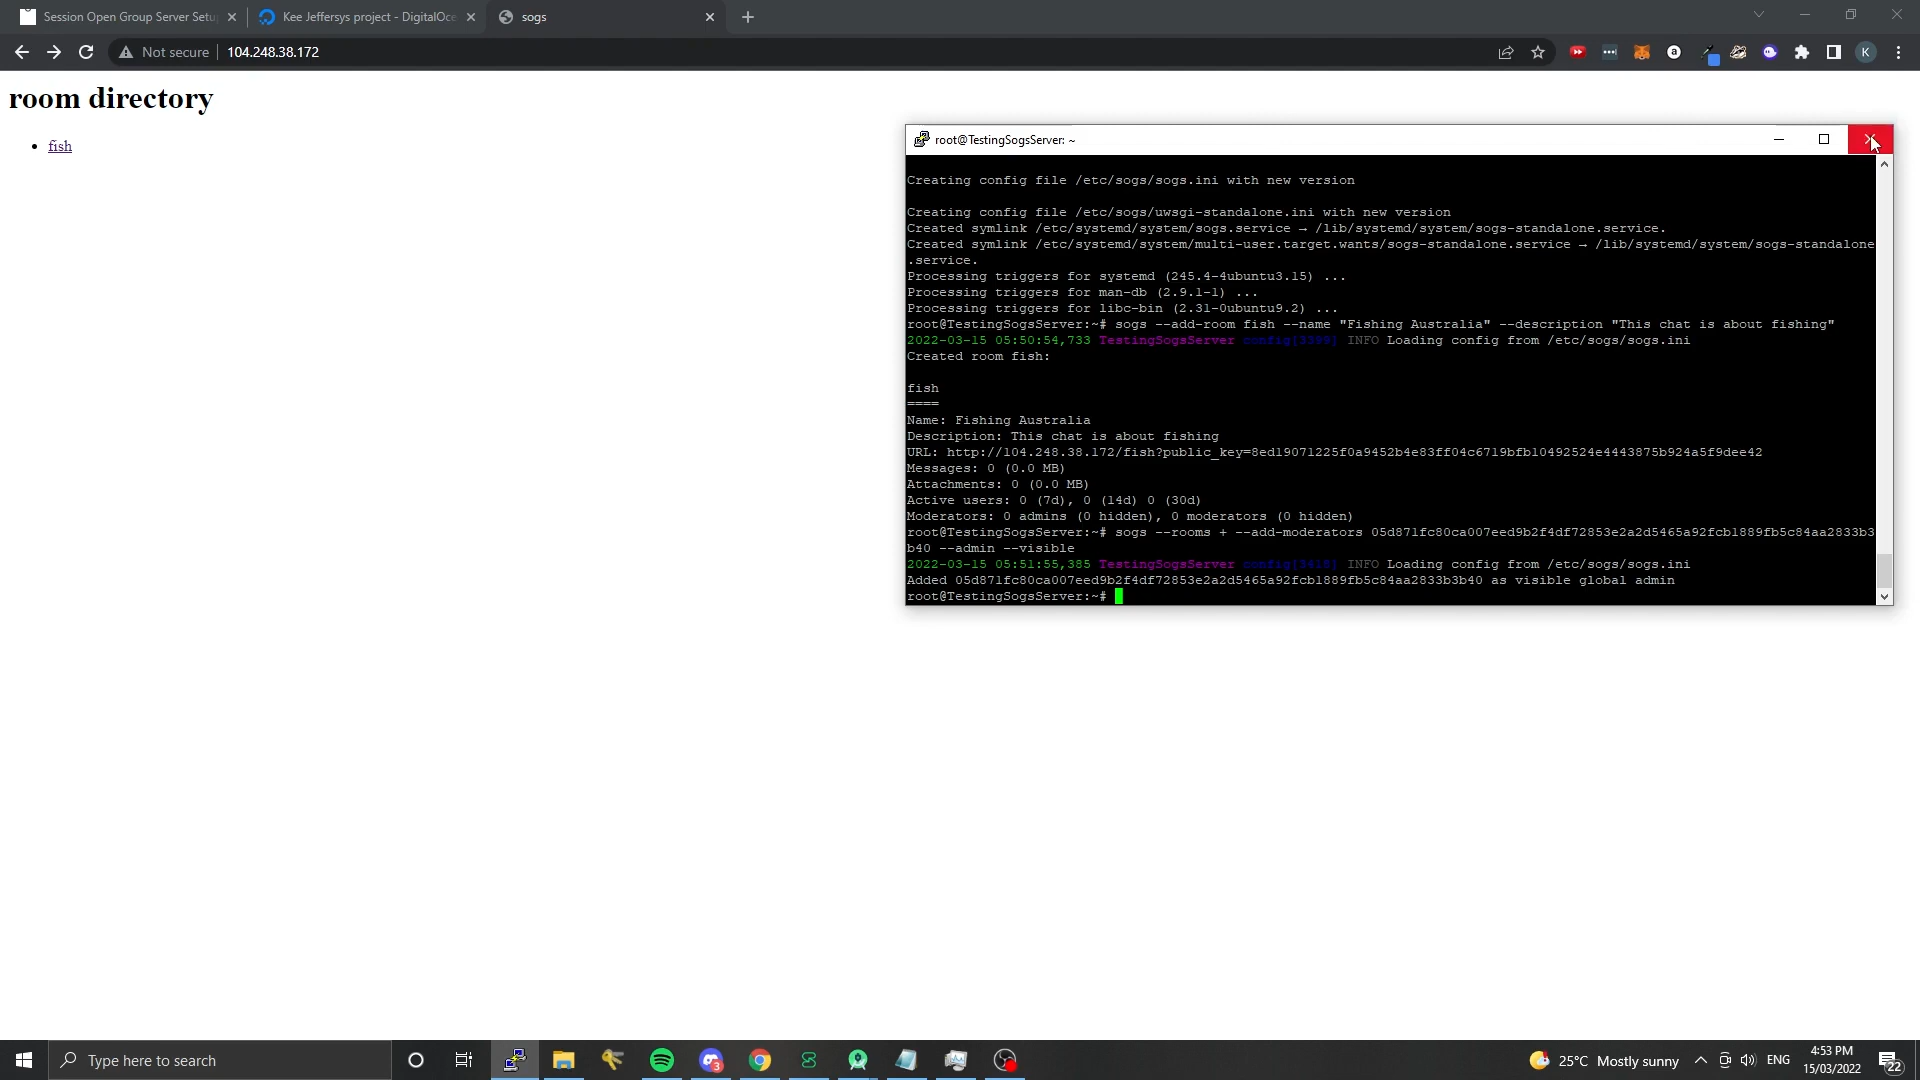 Session Open Group Server Setu
Kee Jeffersys project - DigitalOce
sogs
Not secure
104.248.38.172
K
room directory
fish
root@TestingSogsServer: ~
Creating config file /etc/sogs/sogs.ini with new version
Creating config file /etc/sogs/uwsgi-standalone.ini with new version
Created symlink /etc/systemd/system/sogs.service → /lib/systemd/system/sogs-standalone.service.
Created symlink /etc/systemd/system/multi-user.target.wants/sogs-standalone.service → /lib/systemd/system/sogs-standalone
.service.
Processing triggers for systemd (245.4-4ubuntu3.15) ...
Processing triggers for man-db (2.9.1-1) ...
Processing triggers for libc-bin (2.31-0ubuntu9.2) ...
root@TestingSogsServer:~# sogs --add-room fish --name "Fishing Australia" --description "This chat is about fishing"
2022-03-15 05:50:54,733 TestingSogsServer config[3399] INFO Loading config from /etc/sogs/sogs.ini
Created room fish:
fish
====
Name: Fishing Australia
Description: This chat is about fishing
URL: http://104.248.38.172/fish?public_key=8ed19071225f0a9452b4e83ff04c6719bfb10492524e4443875b924a5f9dee42
Messages: 0 (0.0 MB)
Attachments: 0 (0.0 MB)
Active users: 0 (7d), 0 (14d) 0 (30d)
Moderators: 0 admins (0 hidden), 0 moderators (0 hidden)
root@TestingSogsServer:~# sogs --rooms + --add-moderators 05d871fc80ca007eed9b2f4df72853e2a2d5465a92fcb1889fb5c84aa2833b3
b40 --admin --visible
2022-03-15 05:51:55,385 TestingSogsServer config[3418] INFO Loading config from /etc/sogs/sogs.ini
Added 05d871fc80ca007eed9b2f4df72853e2a2d5465a92fcb1889fb5c84aa2833b3b40 as visible global admin
root@TestingSogsServer:~#
Type here to search
3
25°C Mostly sunny
ENG
4:53 PM
15/03/2022
22